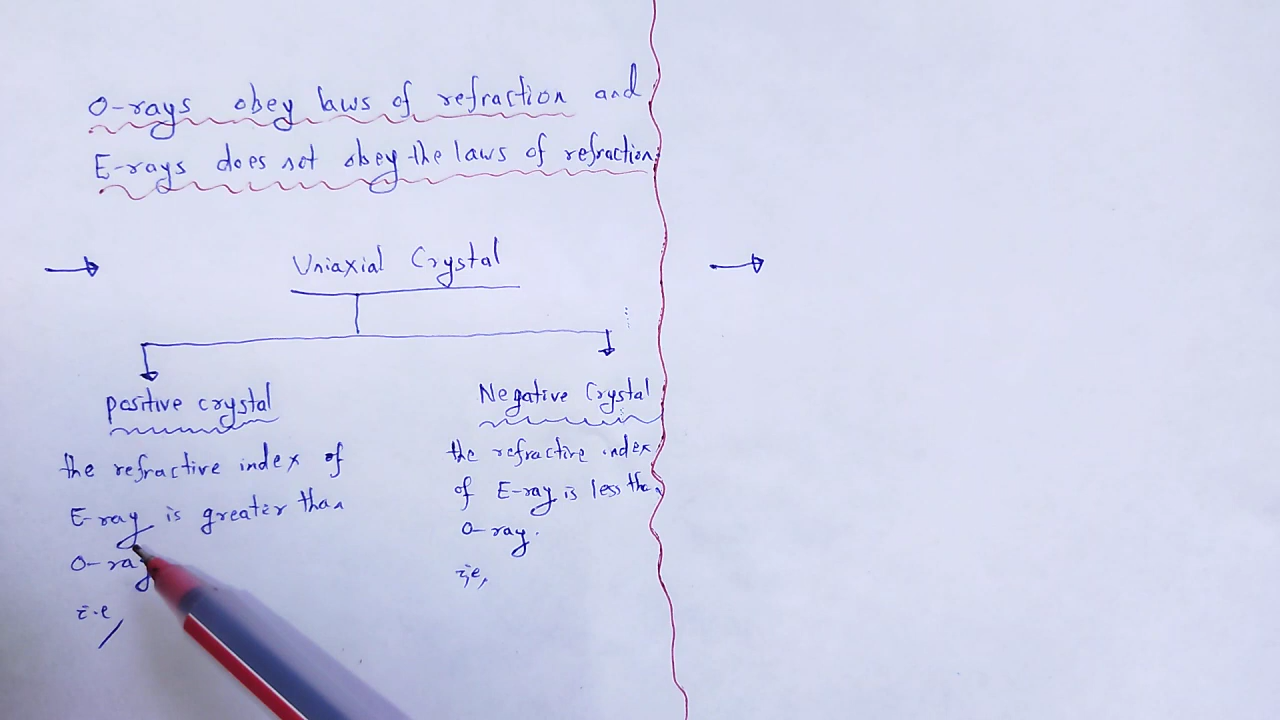 O-rays obey laws of refraction and
E-rays does not obey the laws of refraction
Uniaxial Crystal
positive crystal
the refractive index of
E-ray is greater than
O-ray
i.e
Negative Crystal
the refractive index
of E-ray is less than
O-ray.
i.e,